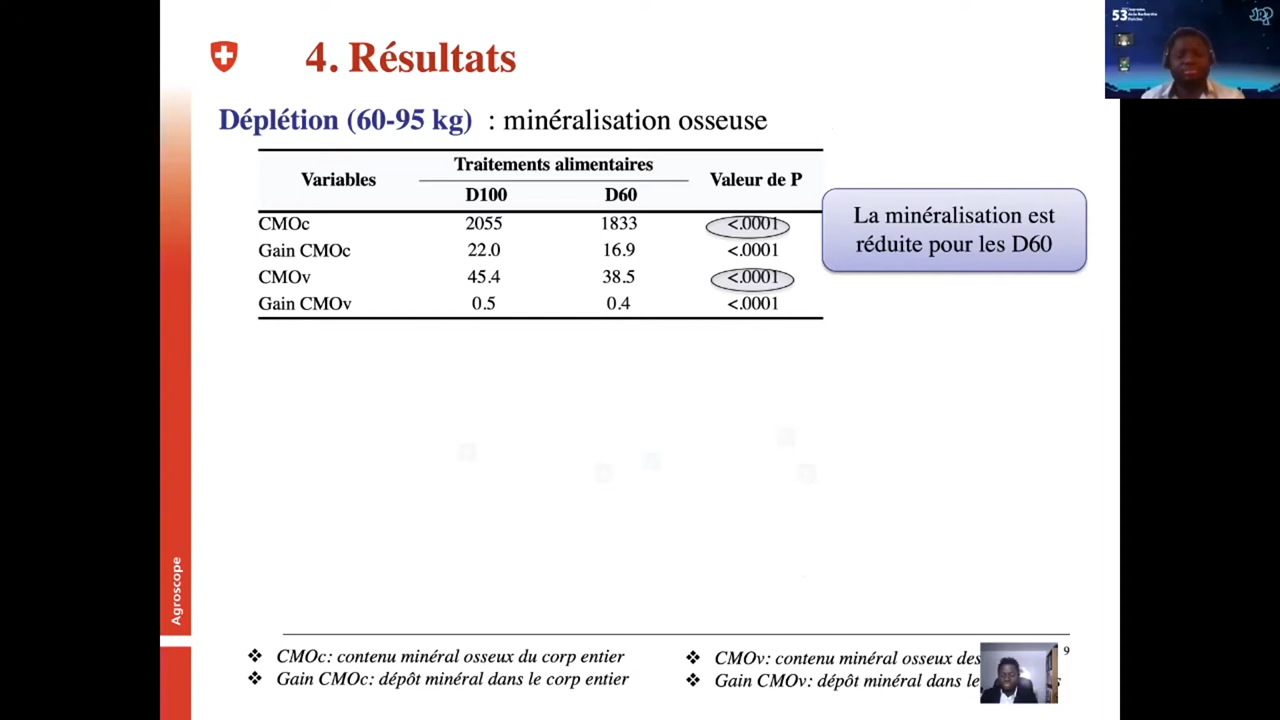 4. Résultats
Déplétion (60-95 kg) : minéralisation osseuse
Variables
Traitements alimentaires
Valeur de P
D100 D60
CMOc 2055 1833 <.0001
Gain CMOc 22.0 16.9 <.0001
CMOv 45.4 38.5 <.0001
Gain CMOv 0.5 0.4 <.0001
La minéralisation est
réduite pour les D60
Agroscope
❖ CMOc: contenu minéral osseux du corp entier
❖ Gain CMOc: dépôt minéral dans le corp entier
❖ CMOv: contenu minéral osseux des
❖ Gain CMOv: dépôt minéral dans le
9
53